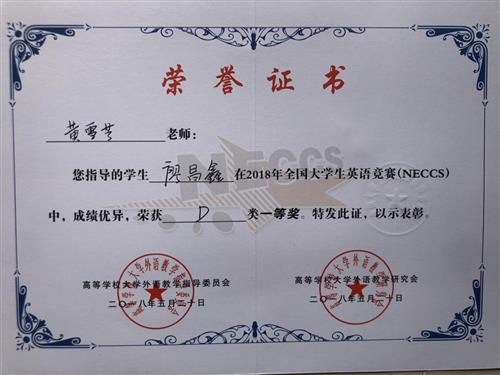 荣誉证书
黄雪芳 老师:
您指导的学生 廖昌鑫 在2018年全国大学生英语竞赛(NECCS)
中,成绩优异,荣获 D 类一等奖。特发此证,以示表彰。
NECCS
高等学校大学外语教学指导委员会 高等学校大学外语教学研究会
二〇一八年五月二十日 二〇一八年五月二十日